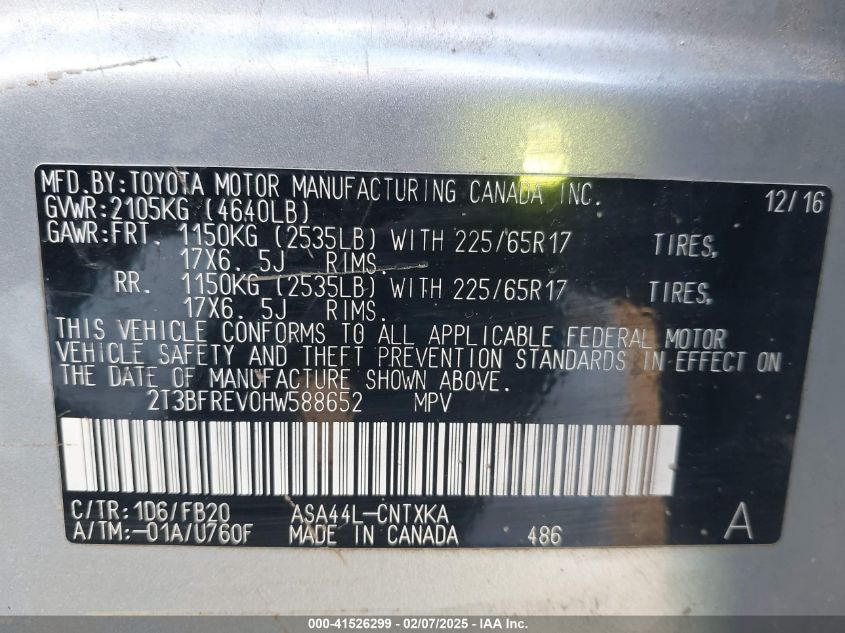 MFD.BY:TOYOTA MOTOR MANUFACTURING CANADA INC. 12/16
GVWR:2105KG (4640LB)
GAWR:FRT. 1150KG (2535LB) WITH 225/65R17 TIRES,
17X6. 5J RIMS.
RR. 1150KG (2535LB) WITH 225/65R17 TIRES,
17X6. 5J RIMS.
THIS VEHICLE CONFORMS TO ALL APPLICABLE FEDERAL MOTOR
VEHICLE SAFETY AND THEFT PREVENTION STANDARDS IN EFFECT ON
THE DATE OF MANUFACTURE SHOWN ABOVE.
2T3BFREV0HW588652 MPV
C/TR:1D6/FB20 ASA44L-CNTXKA A
A/TM:-01A/U760F MADE IN CANADA 486
000-41526299 - 02/07/2025 - IAA Inc.